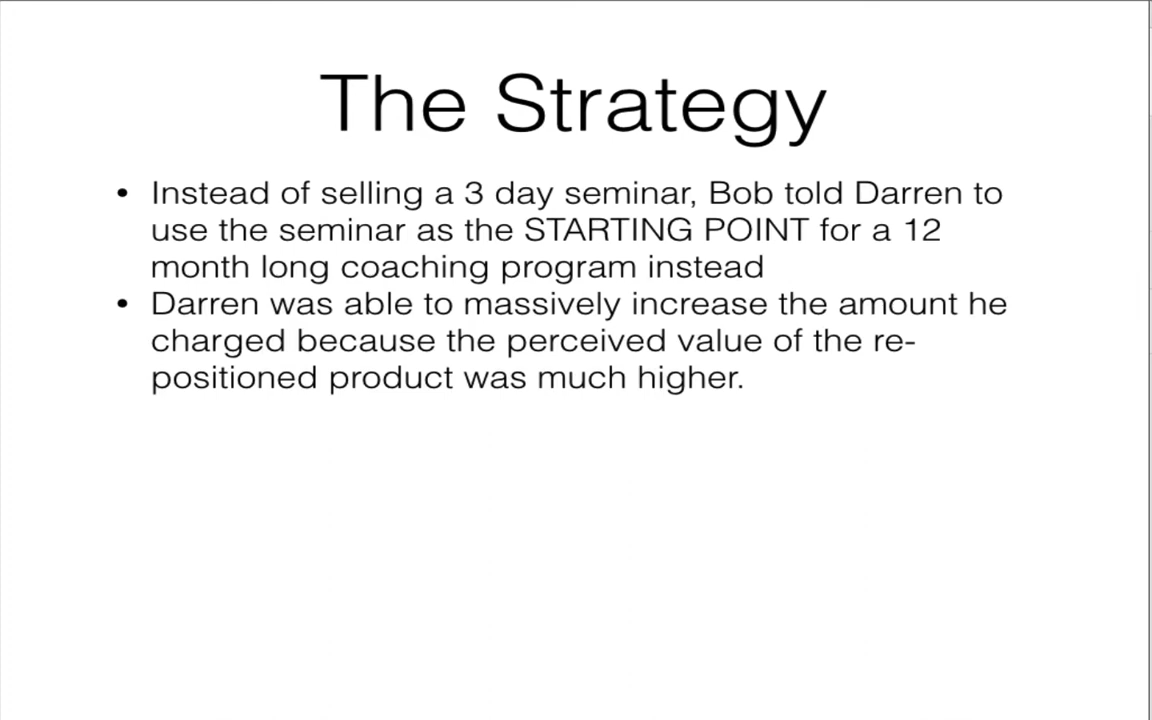 The Strategy
• Instead of selling a 3 day seminar, Bob told Darren to
use the seminar as the STARTING POINT for a 12
month long coaching program instead
• Darren was able to massively increase the amount he
charged because the perceived value of the re-
positioned product was much higher.